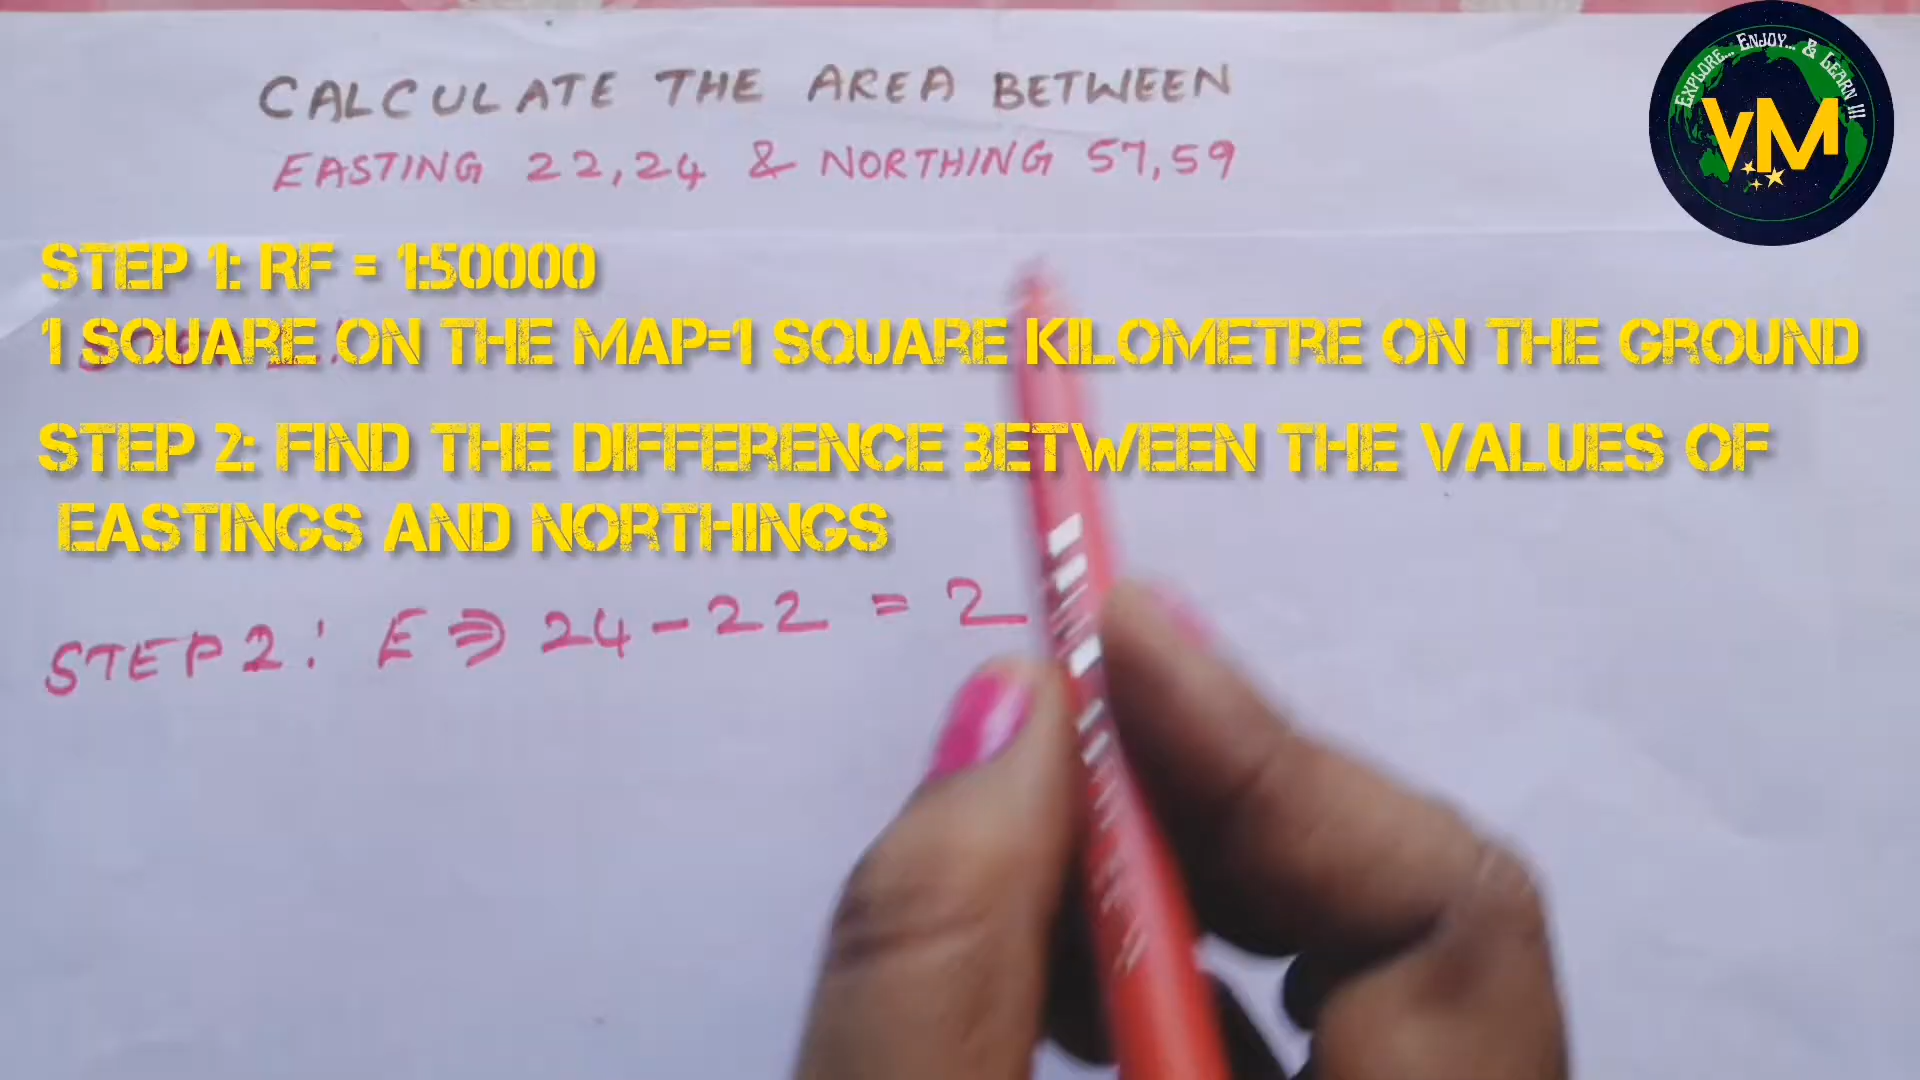 CALCULATE THE AREA BETWEEN
EASTING 22,24 & NORTHING 57,59
EXPLORE... ENJOY... & LEARN !!!
VM
STEP 1: RF = 1:50000
1 SQUARE ON THE MAP=1 SQUARE KILOMETRE ON THE GROUND
STEP 2: FIND THE DIFFERENCE BETWEEN THE VALUES OF
EASTINGS AND NORTHINGS
STEP 2: E ⇒ 24 - 22 = 2